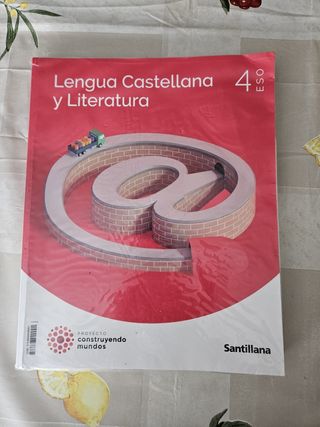 Lengua Castellana
y Literatura
4 ESO
PROYECTO
construyendo
mundos
Santillana